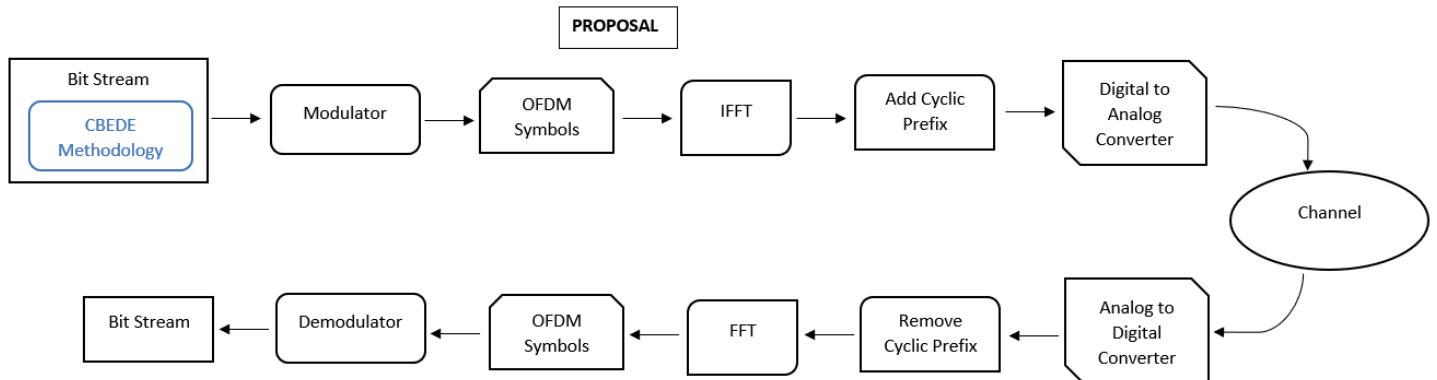 PROPOSAL
Bit Stream
CBEDE
Methodology
Modulator
OFDM
Symbols
IFFT
Add Cyclic
Prefix
Digital to
Analog
Converter
Channel
Analog to
Digital
Converter
Remove
Cyclic Prefix
FFT
OFDM
Symbols
Demodulator
Bit Stream